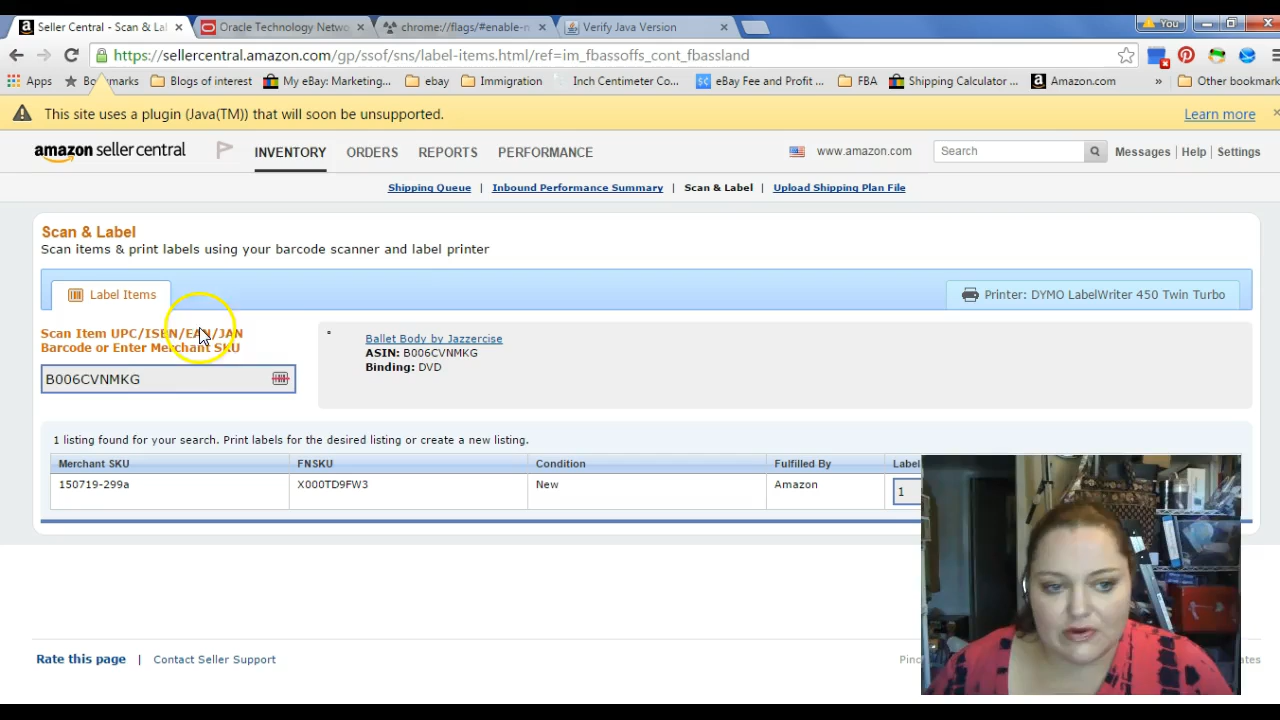 Seller Central - Scan & La
Oracle Technology Netwo
chrome://flags/#enable-n
Verify Java Version
You
https://sellercentral.amazon.com/gp/ssof/sns/label-items.html/ref=im_fbassoffs_cont_fbassland
Apps
Bookmarks
Blogs of interest
My eBay: Marketing...
ebay
Immigration
Inch Centimeter Co...
eBay Fee and Profit ...
FBA
Shipping Calculator ...
Amazon.com
»
Other bookmark
This site uses a plugin (Java(TM)) that will soon be unsupported.
Learn more
amazon seller central
INVENTORY
ORDERS
REPORTS
PERFORMANCE
www.amazon.com
Search
Messages | Help | Settings
Shipping Queue | Inbound Performance Summary | Scan & Label | Upload Shipping Plan File
Scan & Label
Scan items & print labels using your barcode scanner and label printer
Label Items
Printer: DYMO LabelWriter 450 Twin Turbo
Scan Item UPC/ISBN/EAN/JAN
Barcode or Enter Merchant SKU
B006CVNMKG
Ballet Body by Jazzercise
ASIN: B006CVNMKG
Binding: DVD
1 listing found for your search. Print labels for the desired listing or create a new listing.
Merchant SKU
FNSKU
Condition
Fulfilled By
Label
150719-299a
X000TD9FW3
New
Amazon
1
Rate this page | Contact Seller Support